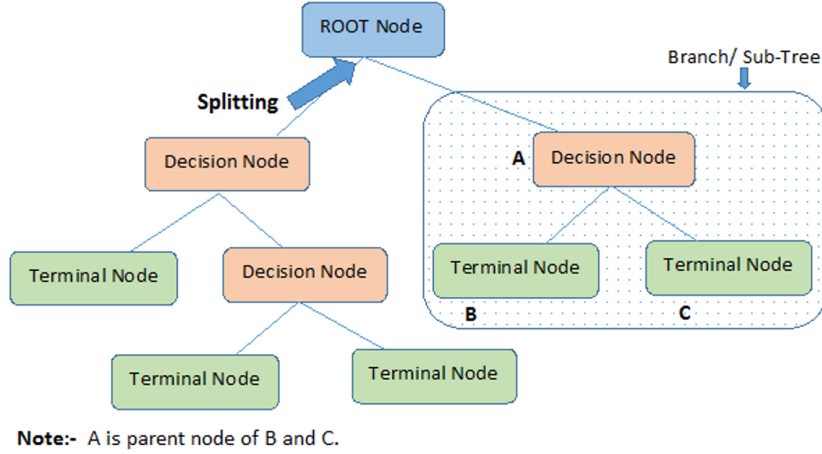 ROOT Node
Branch/ Sub-Tree
Splitting
Decision Node
A
Decision Node
Terminal Node
Decision Node
Terminal Node
Terminal Node
B
C
Terminal Node
Terminal Node
Note:- A is parent node of B and C.